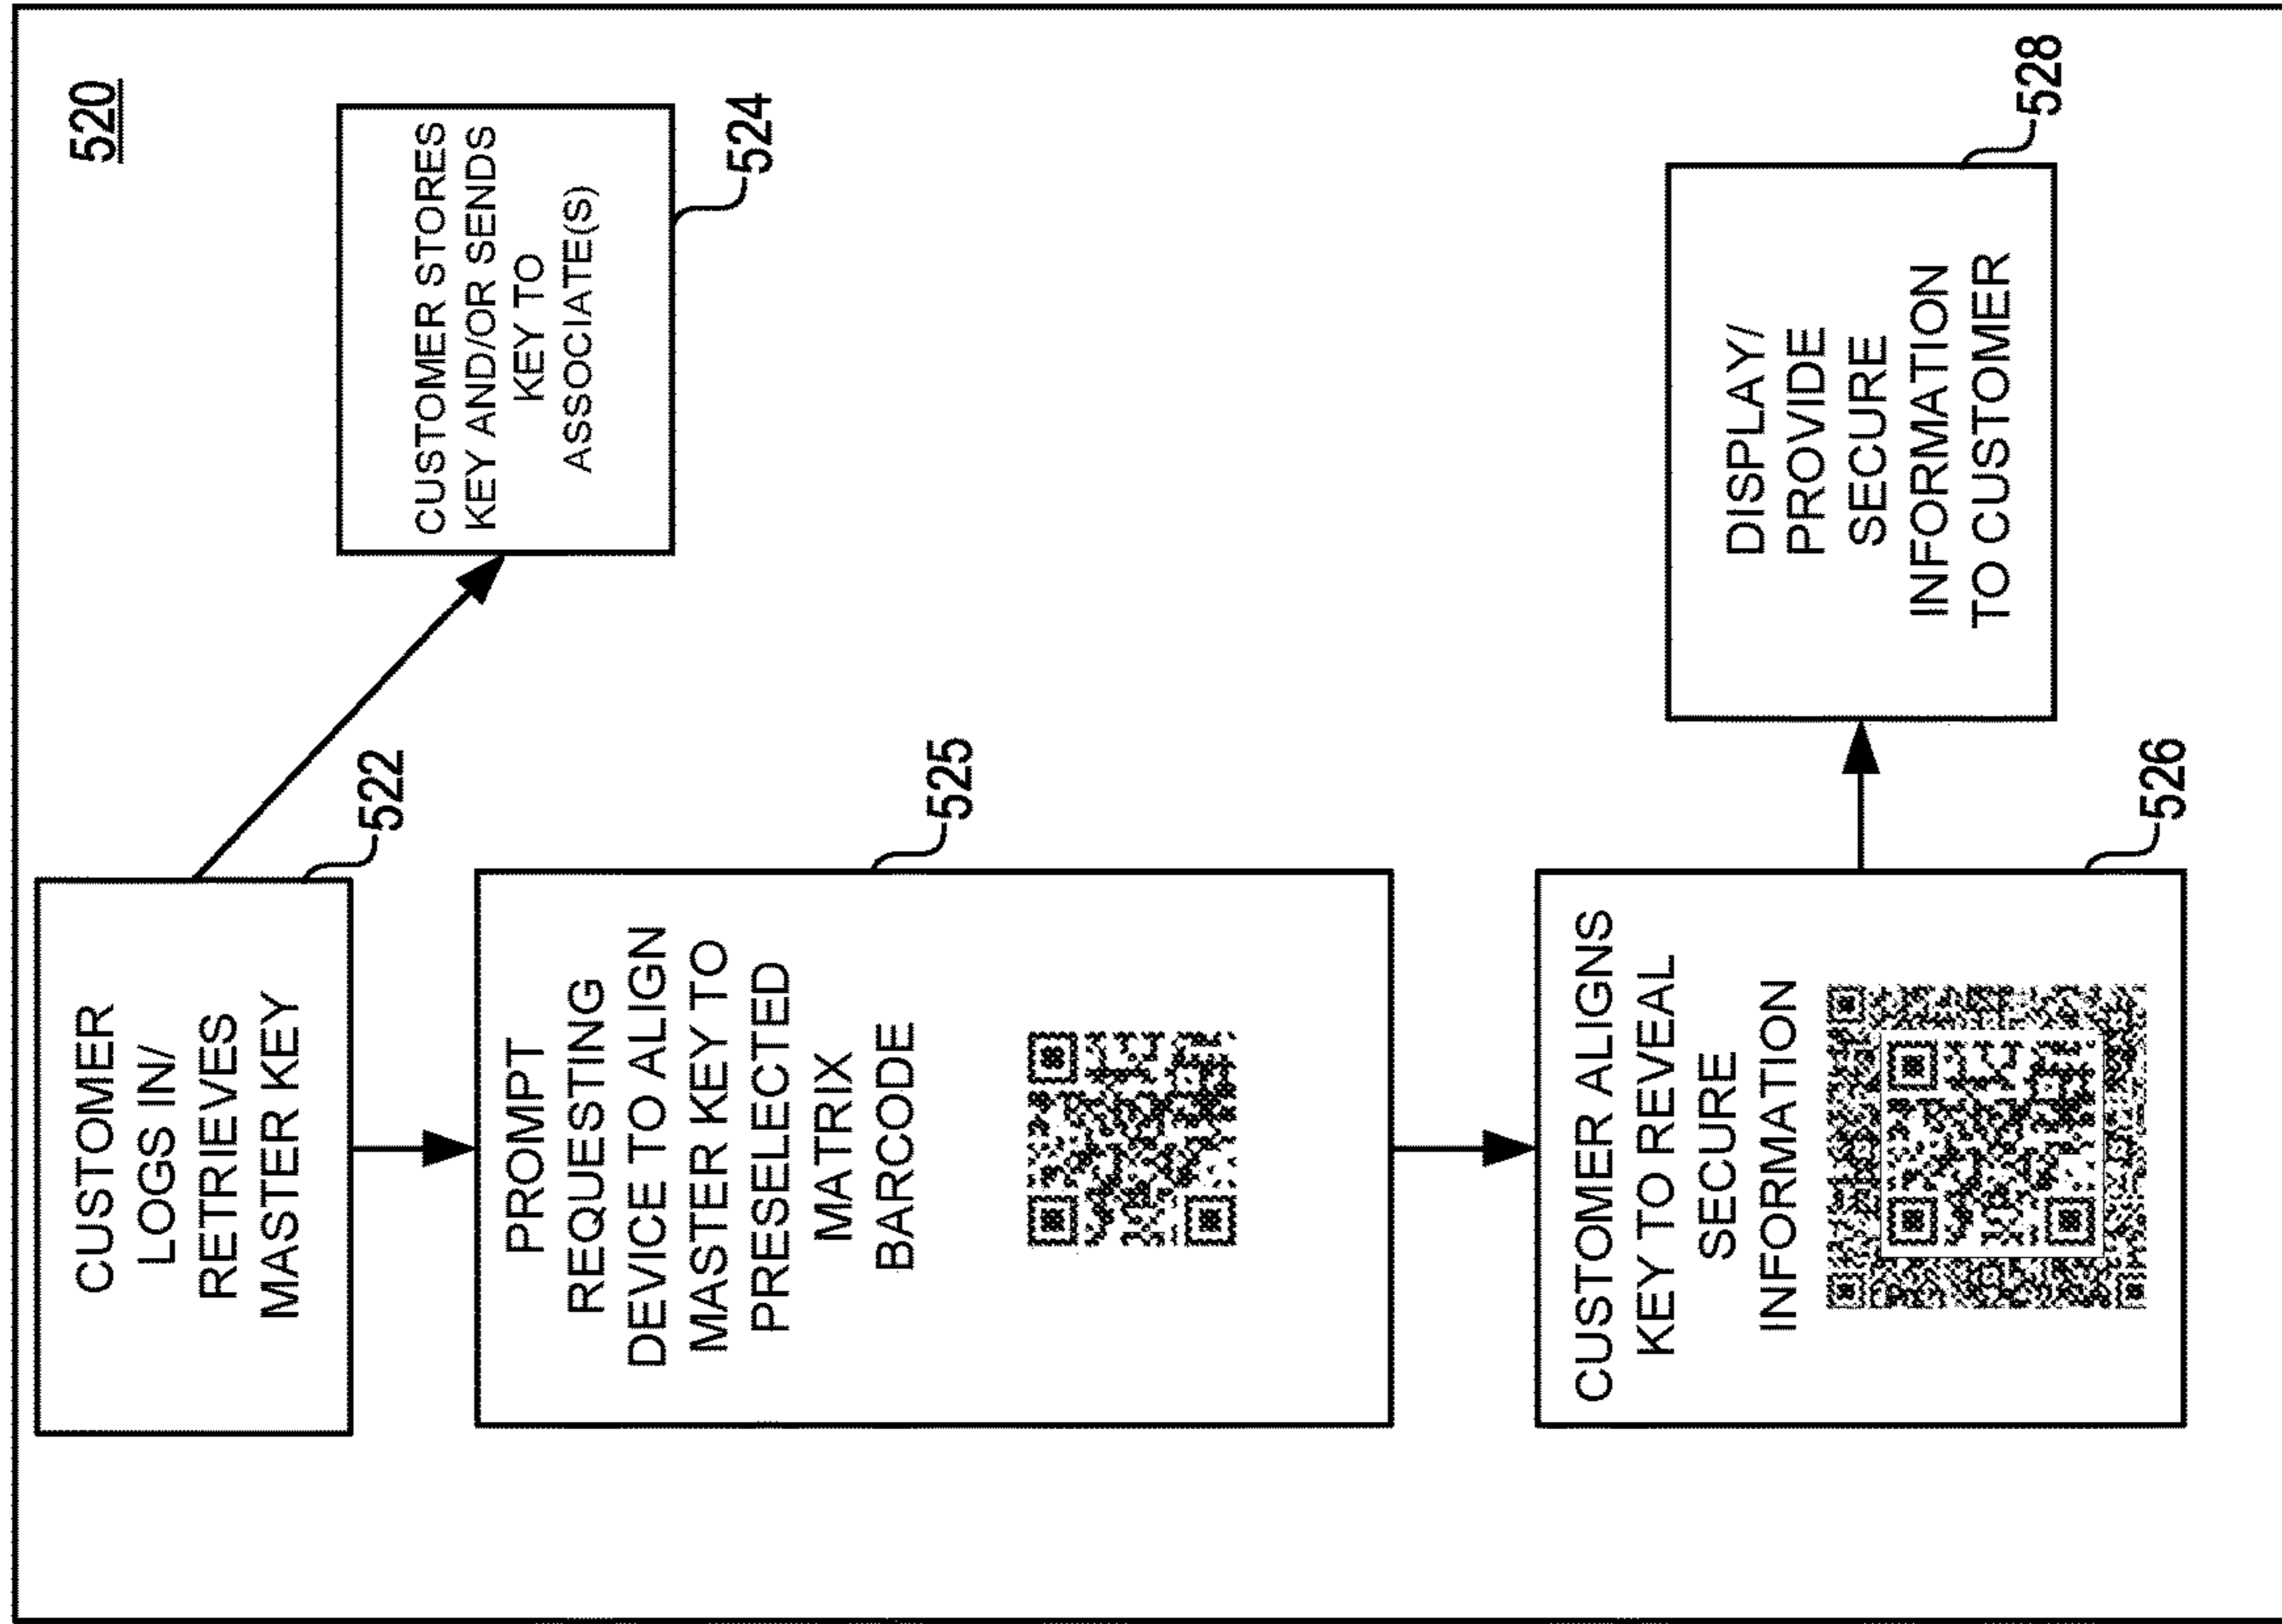 520
CUSTOMER
LOGS IN/
RETRIEVES
MASTER KEY
522
CUSTOMER STORES
KEY AND/OR SENDS
KEY TO
ASSOCIATE(S)
524
PROMPT
REQUESTING
DEVICE TO ALIGN
MASTER KEY TO
PRESELECTED
MATRIX
BARCODE
525
CUSTOMER ALIGNS
KEY TO REVEAL
SECURE
INFORMATION
526
DISPLAY/
PROVIDE
SECURE
INFORMATION
TO CUSTOMER
528